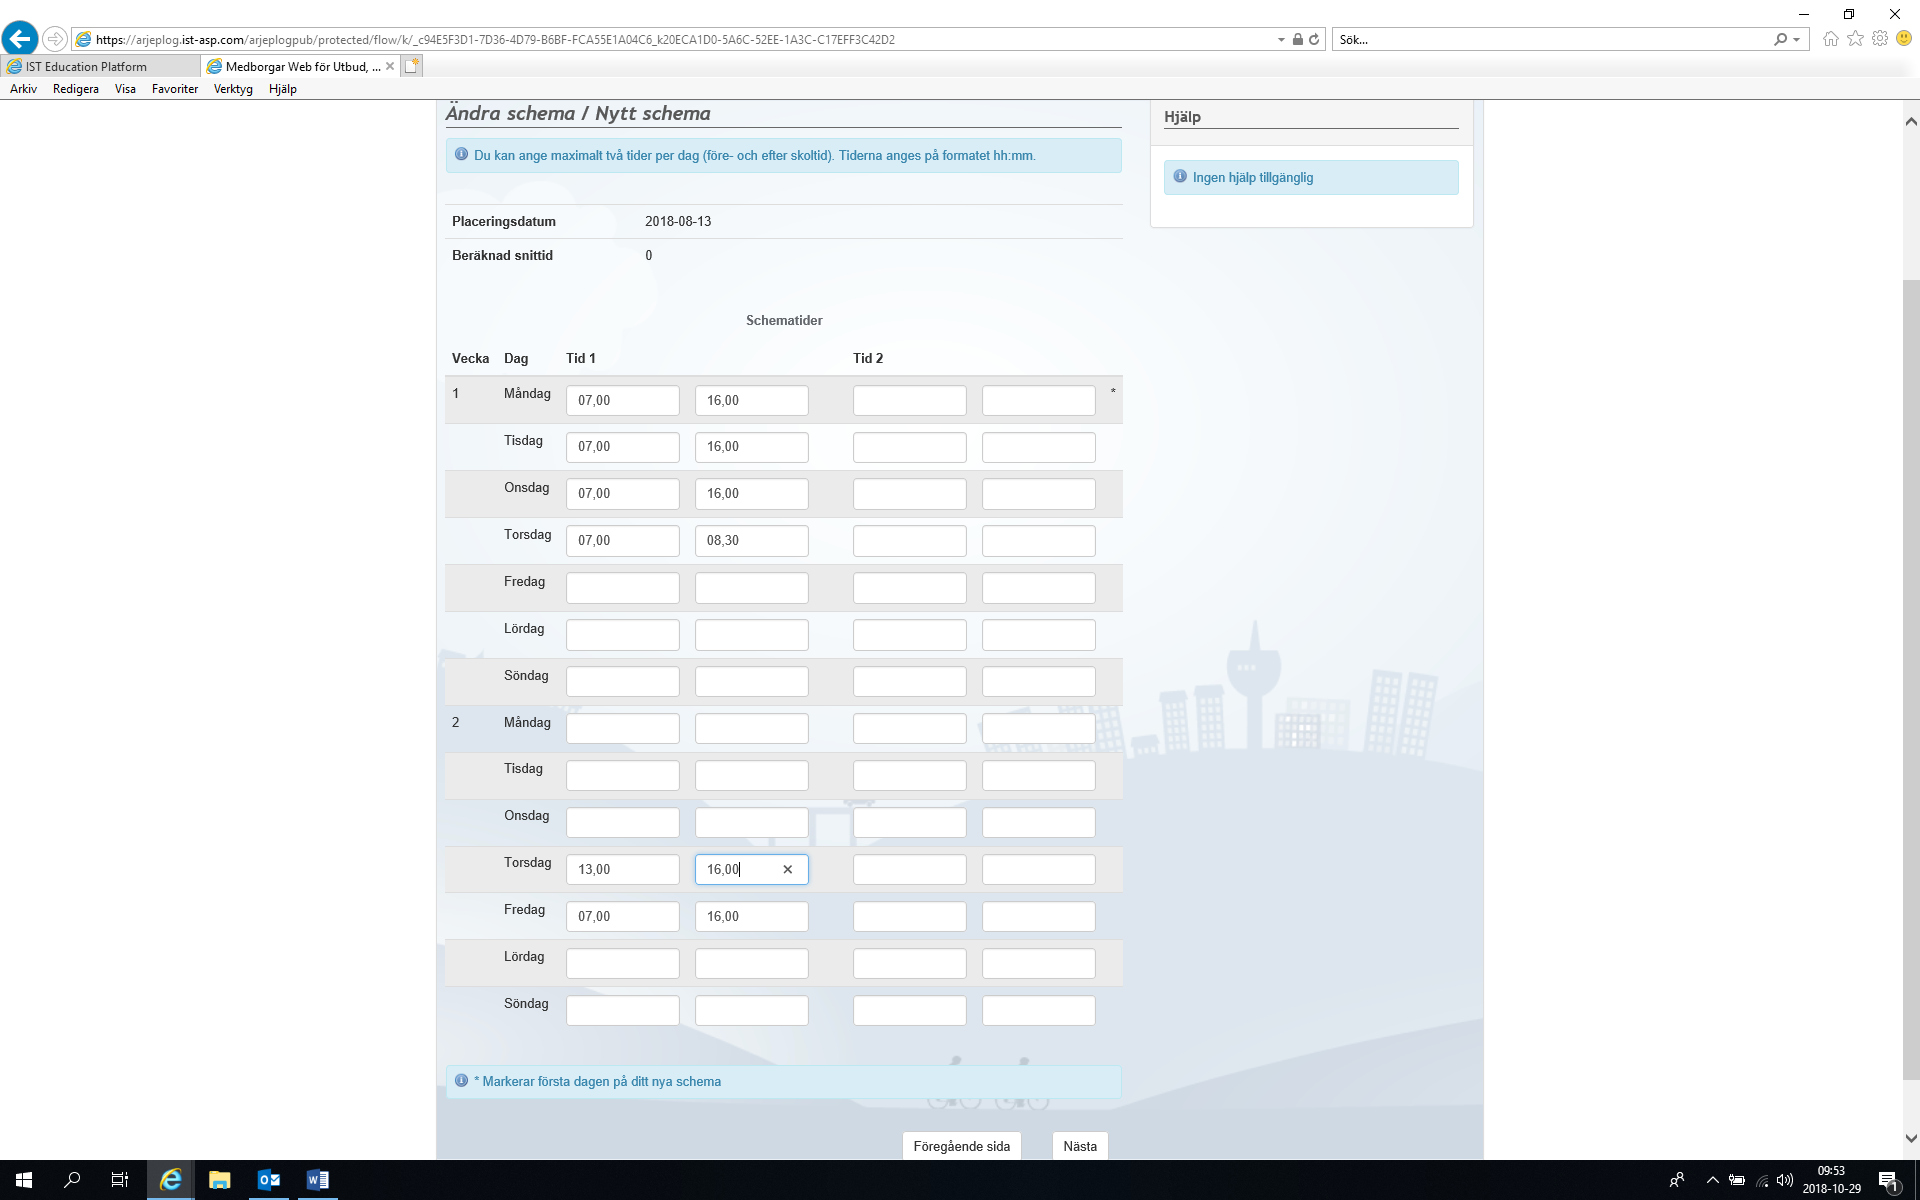 https://arjeplog.ist-asp.com/arjeplogpub/protected/flow/k/_c94E5F3D1-7D36-4D79-B6BF-FCA55E1A04C6_k20ECA1D0-5A6C-52EE-1A3C-C17EFF3C42D2
Sök...
IST Education Platform
Medborgar Web för Utbud, ...
Arkiv Redigera Visa Favoriter Verktyg Hjälp
Ändra schema / Nytt schema
Hjälp
Du kan ange maximalt två tider per dag (före- och efter skoltid). Tiderna anges på formatet hh:mm.
Ingen hjälp tillgänglig
Placeringsdatum 2018-08-13
Beräknad snittid 0
Schematider
Vecka Dag Tid 1 Tid 2
1 Måndag 07,00 16,00 *
Tisdag 07,00 16,00
Onsdag 07,00 16,00
Torsdag 07,00 08,30
Fredag
Lördag
Söndag
2 Måndag
Tisdag
Onsdag
Torsdag 13,00 16,00
Fredag 07,00 16,00
Lördag
Söndag
* Markerar första dagen på ditt nya schema
Föregående sida Nästa
09:53
2018-10-29
1